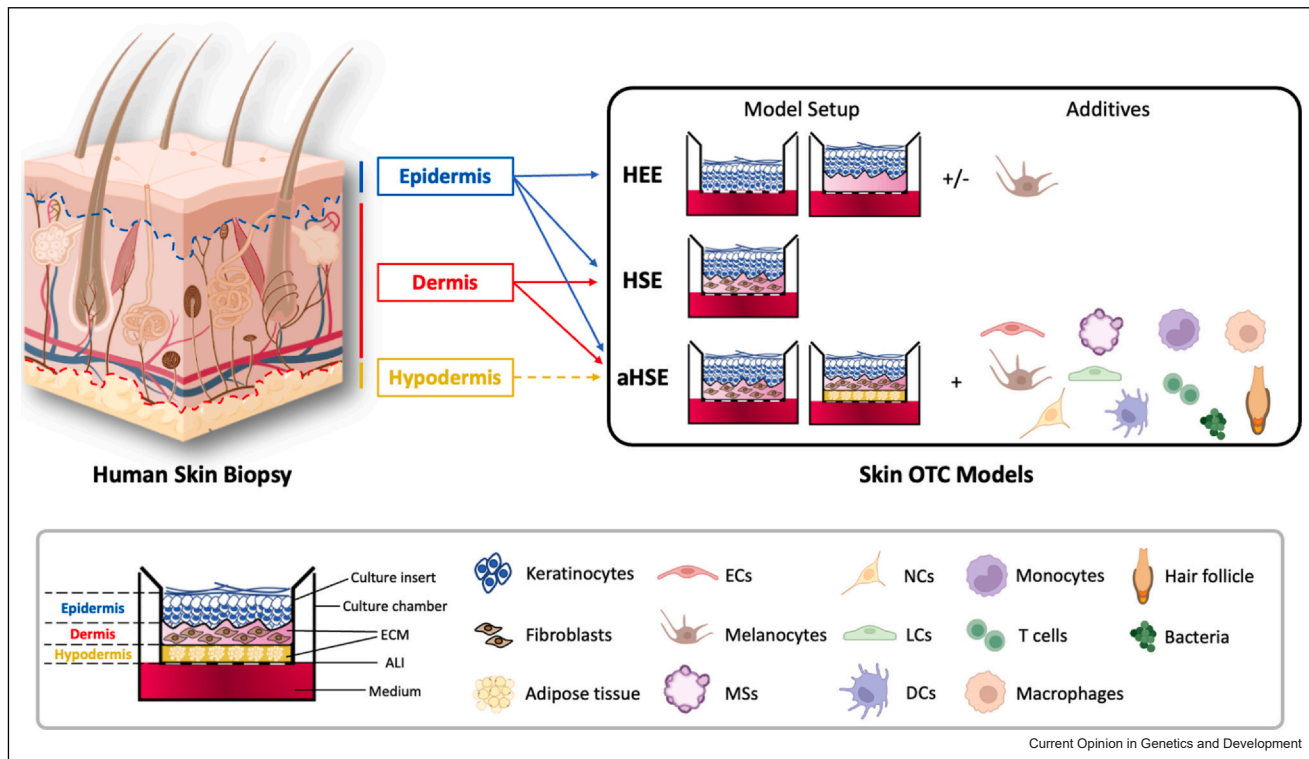 Model Setup
Additives
Epidermis
HEE
+/-
Dermis
HSE
Hypodermis
aHSE
+
Human Skin Biopsy
Skin OTC Models
Epidermis
Dermis
Hypodermis
Culture insert
Culture chamber
ECM
ALI
Medium
Keratinocytes
ECs
NCs
Monocytes
Hair follicle
Fibroblasts
Melanocytes
LCs
T cells
Bacteria
Adipose tissue
MSs
DCs
Macrophages
Current Opinion in Genetics and Development